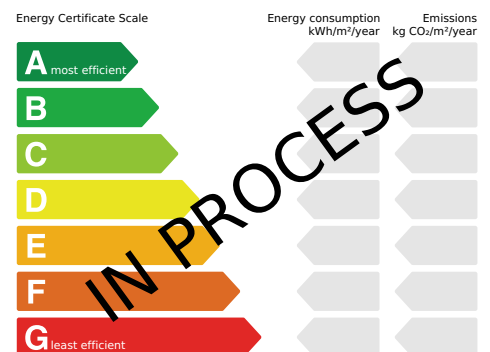 Energy Certificate Scale
Energy consumption
kWh/m²/year
Emissions
kg CO₂/m²/year
A most efficient
B
C
D
E
F
G least efficient
IN PROCESS